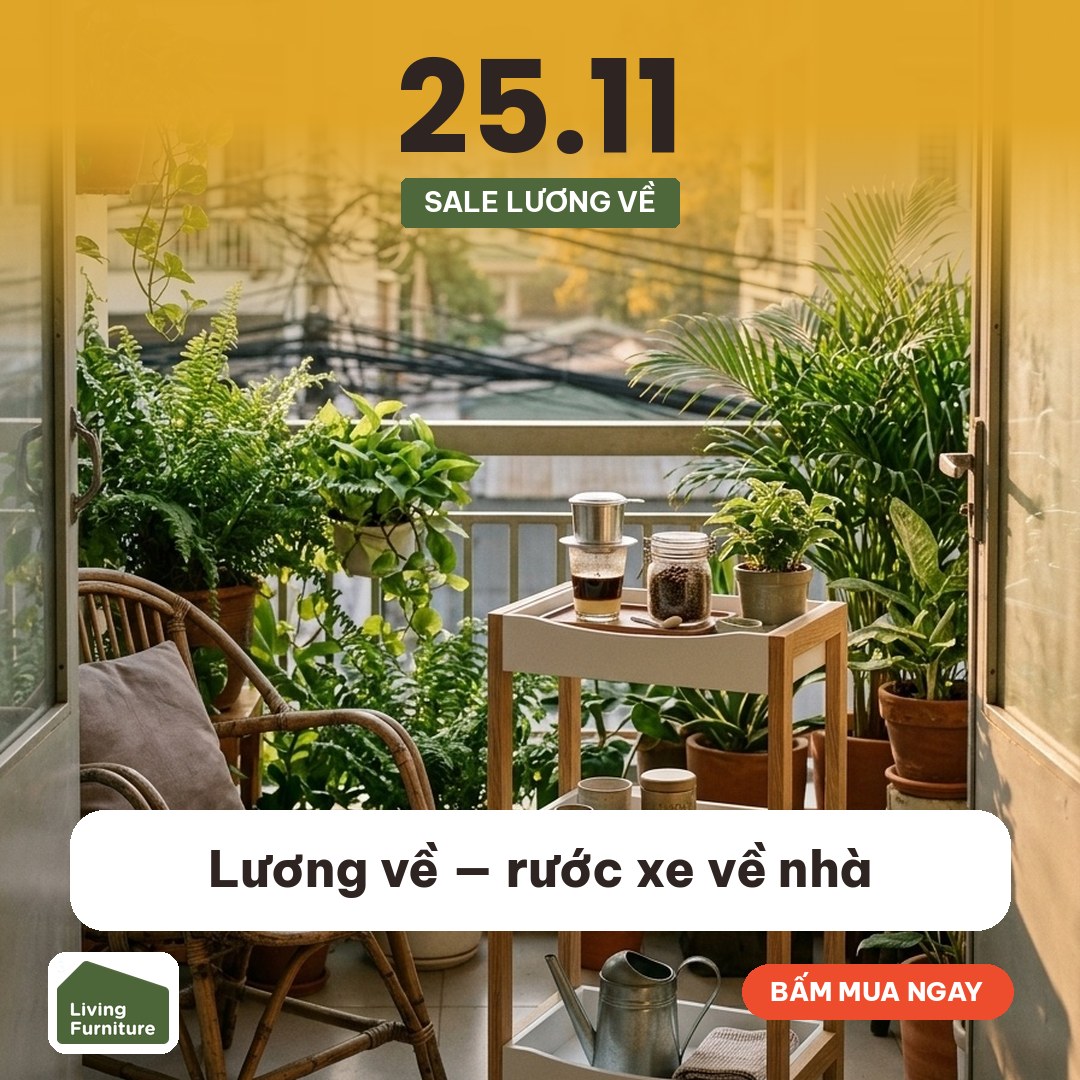 25.11
SALE LƯƠNG VỀ
Lương về — rước xe về nhà
Living
Furniture
BẤM MUA NGAY